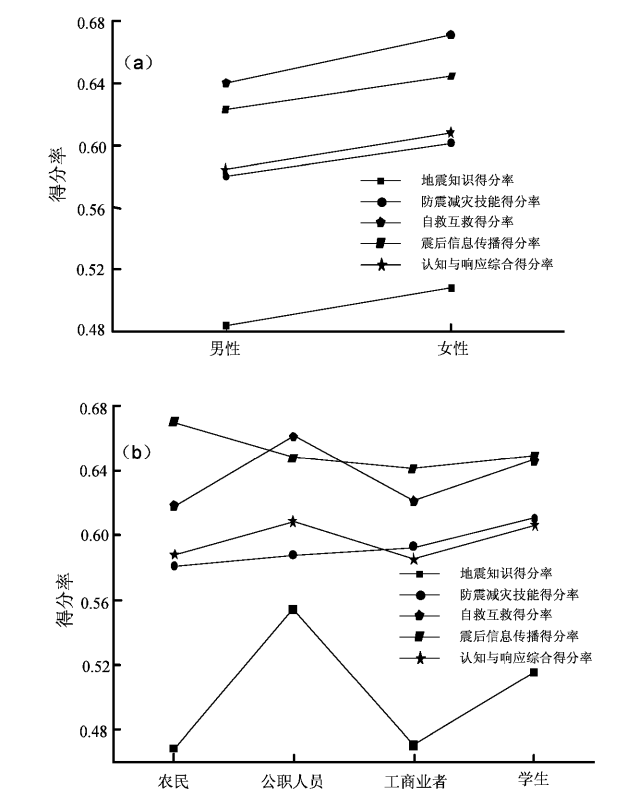 0.68
(a)
0.64
0.60
0.56
0.52
0.48
得分率
地震知识得分率
防震减灾技能得分率
自救互救得分率
震后信息传播得分率
认知与响应综合得分率
男性 女性
0.68
(b)
0.64
0.60
0.56
0.52
0.48
得分率
地震知识得分率
防震减灾技能得分率
自救互救得分率
震后信息传播得分率
认知与响应综合得分率
农民 公职人员 工商业者 学生